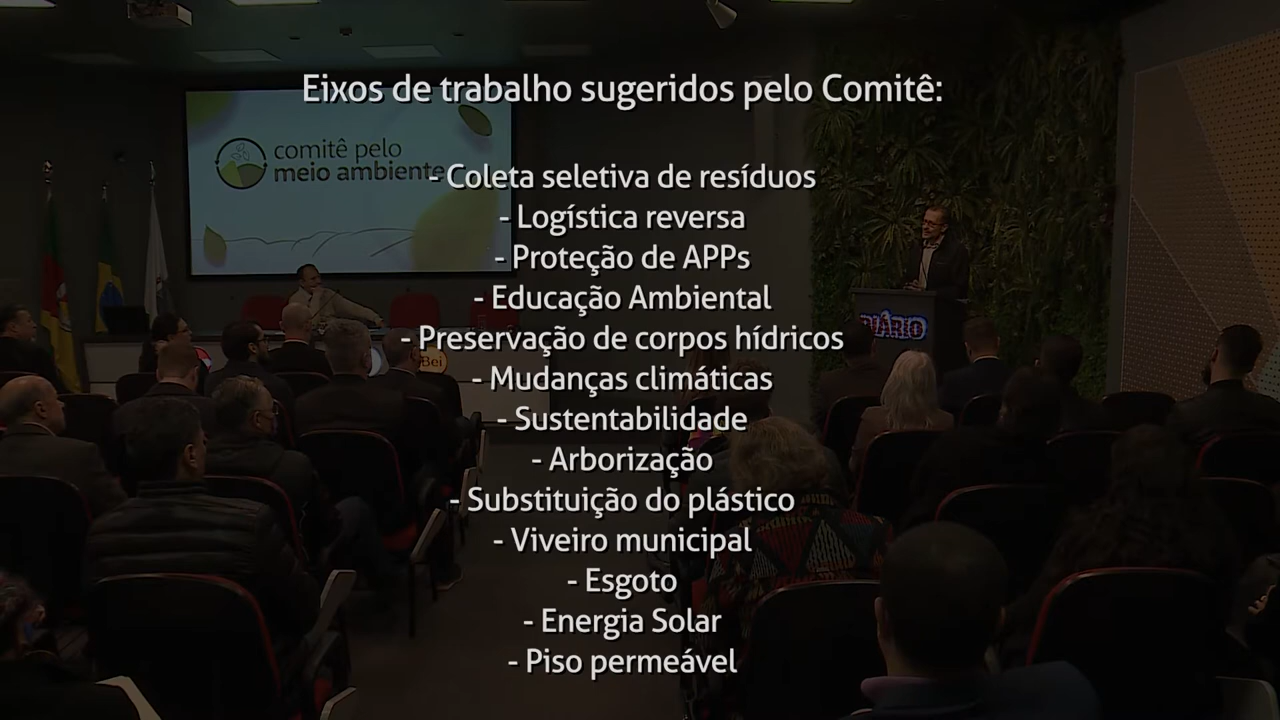 Eixos de trabalho sugeridos pelo Comitê:
comitê pelo
meio ambiente
- Coleta seletiva de resíduos
- Logística reversa
- Proteção de APPs
- Educação Ambiental
- Preservação de corpos hídricos
- Mudanças climáticas
- Sustentabilidade
- Arborização
- Substituição do plástico
- Viveiro municipal
- Esgoto
- Energia Solar
- Piso permeável
DIÁRIO
Bei